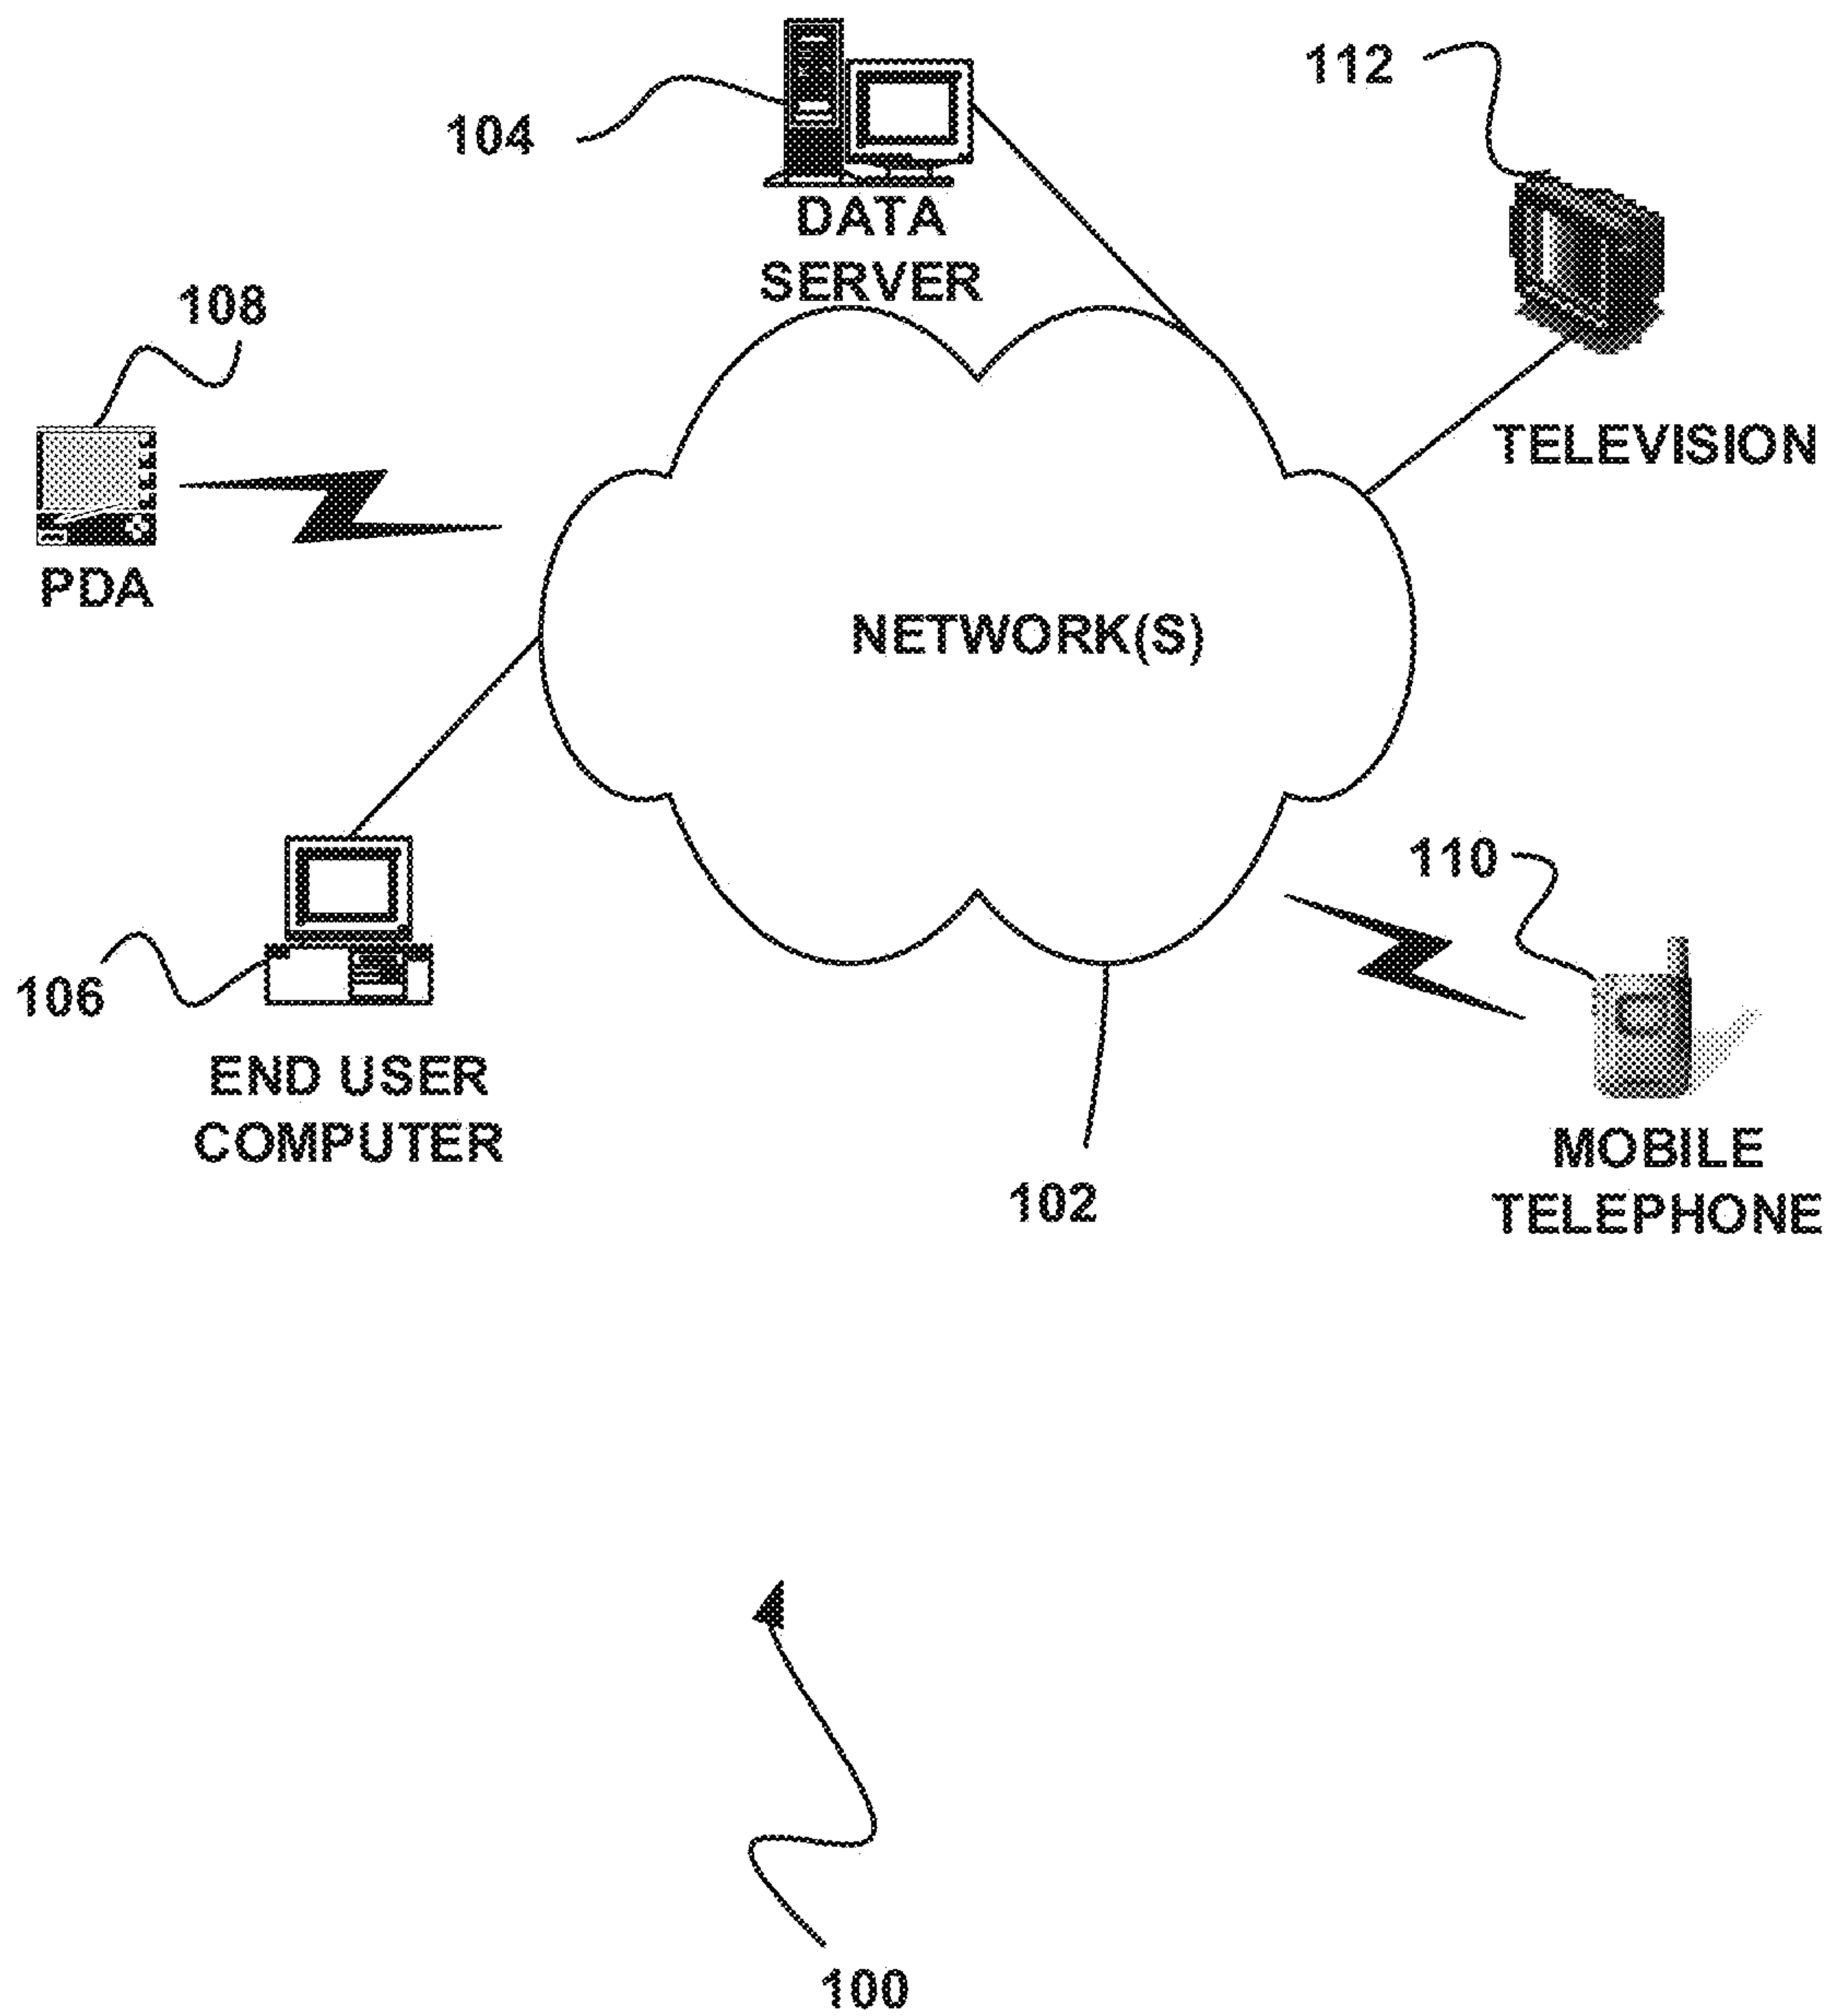 112
104
DATA
SERVER
108
TELEVISION
PDA
NETWORK(S)
110
106
END USER
COMPUTER
MOBILE
TELEPHONE
102
100